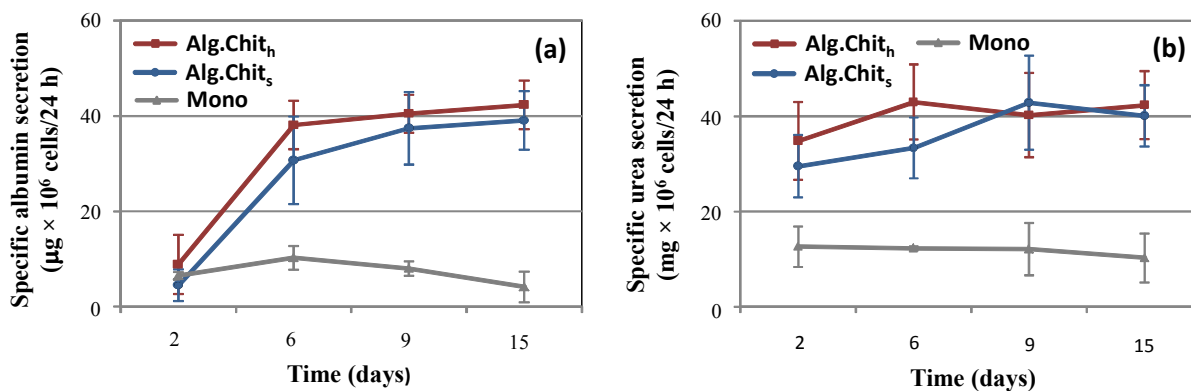 Specific albumin secretion
(µg × 10⁶ cells/24 h)
60
40
20
0
Alg.Chitₕ
Alg.Chitₛ
Mono
(a)
2 6 9 15
Time (days)
Specific urea secretion
(mg × 10⁶ cells/24 h)
60
40
20
0
Alg.Chitₕ Mono
Alg.Chitₛ
(b)
2 6 9 15
Time (days)